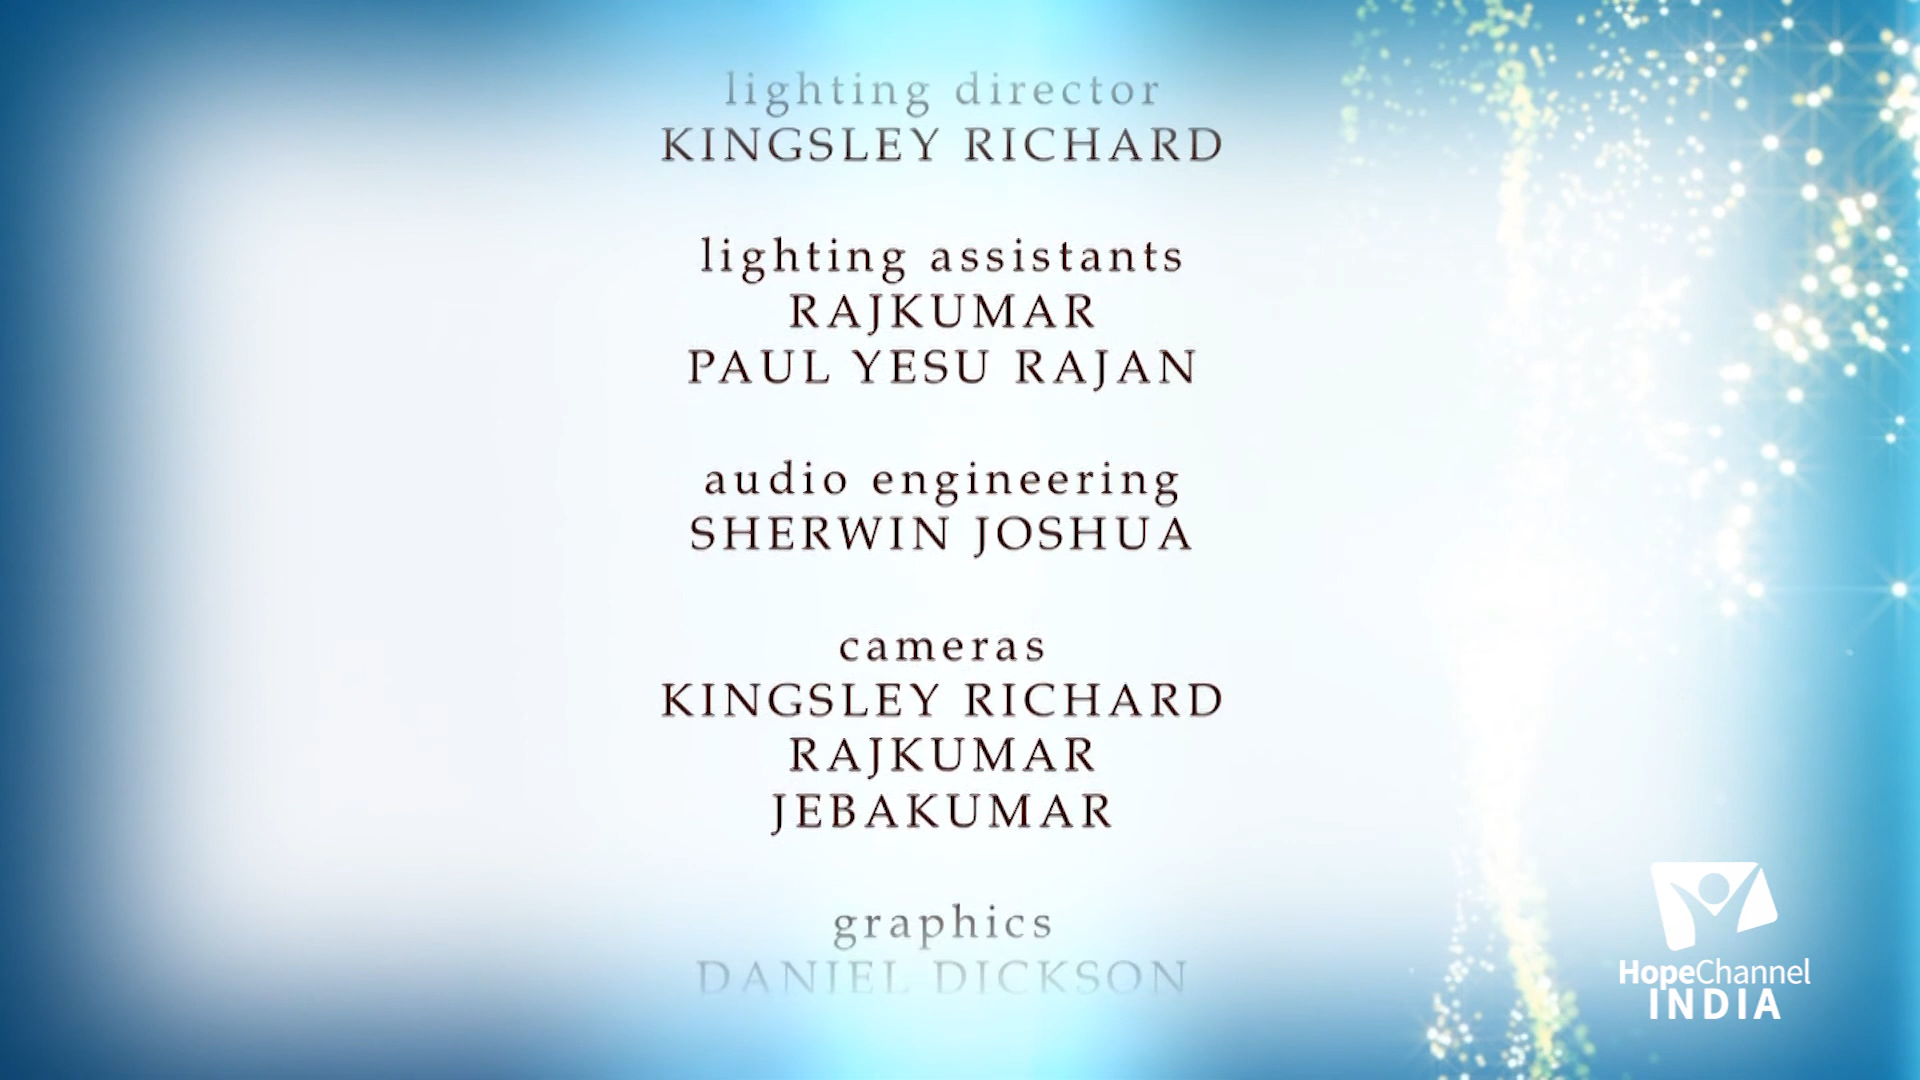 lighting director
KINGSLEY RICHARD
lighting assistants
RAJKUMAR
PAUL YESU RAJAN
audio engineering
SHERWIN JOSHUA
cameras
KINGSLEY RICHARD
RAJKUMAR
JEBAKUMAR
graphics
DANIEL DICKSON
HopeChannel
INDIA